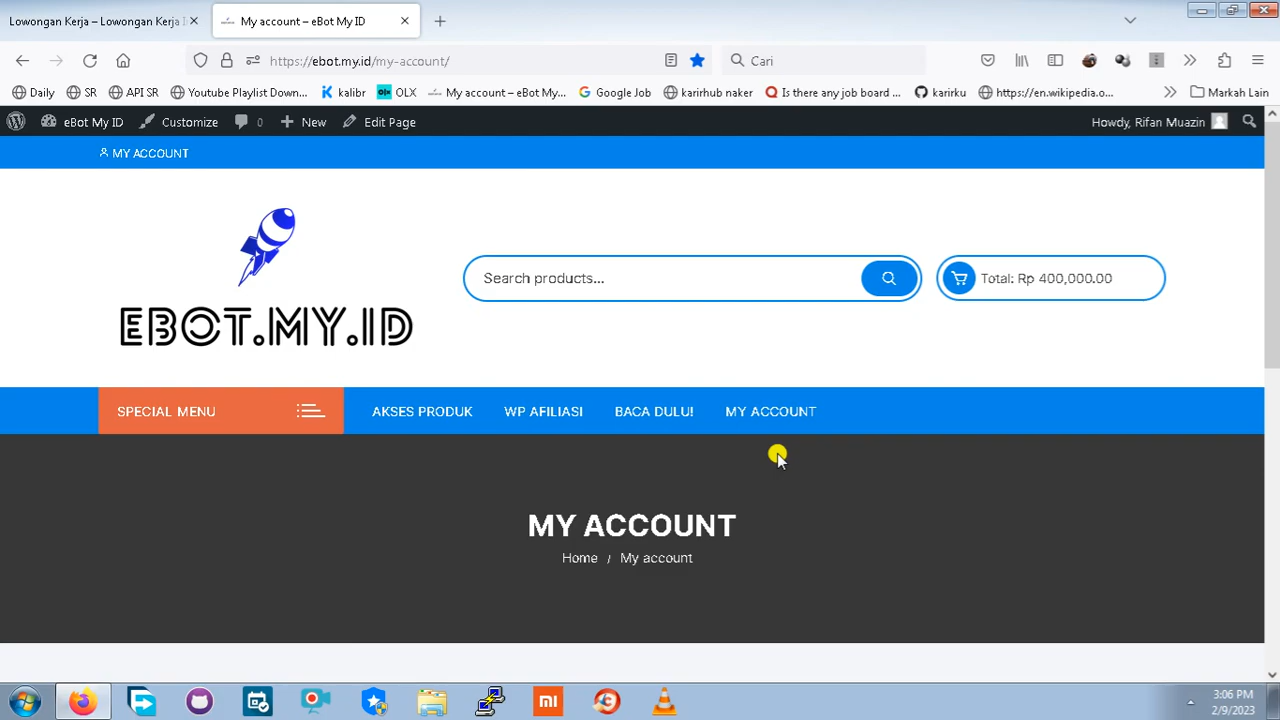 Lowongan Kerja – Lowongan Kerja I
My account – eBot My ID
https://ebot.my.id/my-account/
Cari
Daily
SR
API SR
Youtube Playlist Down...
kalibr
OLX
My account – eBot My...
Google Job
karirhub naker
Is there any job board ...
karirku
https://en.wikipedia.o...
Markah Lain
eBot My ID
Customize
0
New
Edit Page
Howdy, Rifan Muazin
MY ACCOUNT
EBOT.MY.ID
Search products...
Total: Rp 400,000.00
SPECIAL MENU
AKSES PRODUK
WP AFILIASI
BACA DULU!
MY ACCOUNT
MY ACCOUNT
Home / My account
mi
3:06 PM
2/9/2023